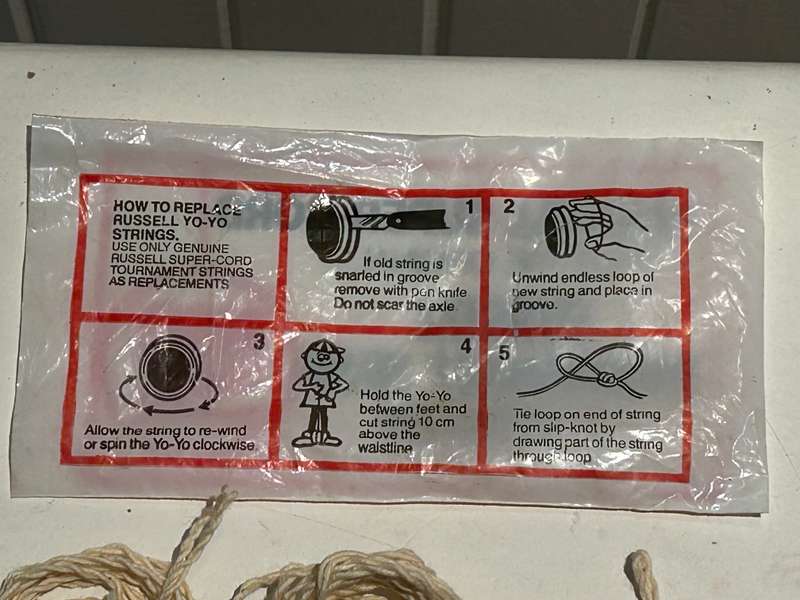 HOW TO REPLACE
RUSSELL YO-YO
STRINGS.
USE ONLY GENUINE
RUSSELL SUPER-CORD
TOURNAMENT STRINGS
AS REPLACEMENTS
1
If old string is
snarled in groove
remove with pen knife
Do not scar the axle
2
Unwind endless loop of
new string and place in
groove.
3
Allow the string to re-wind
or spin the Yo-Yo clockwise
4
Hold the Yo-Yo
between feet and
cut string 10 cm
above the
waistline
5
Tie loop on end of string
from slip-knot by
drawing part of the string
through loop